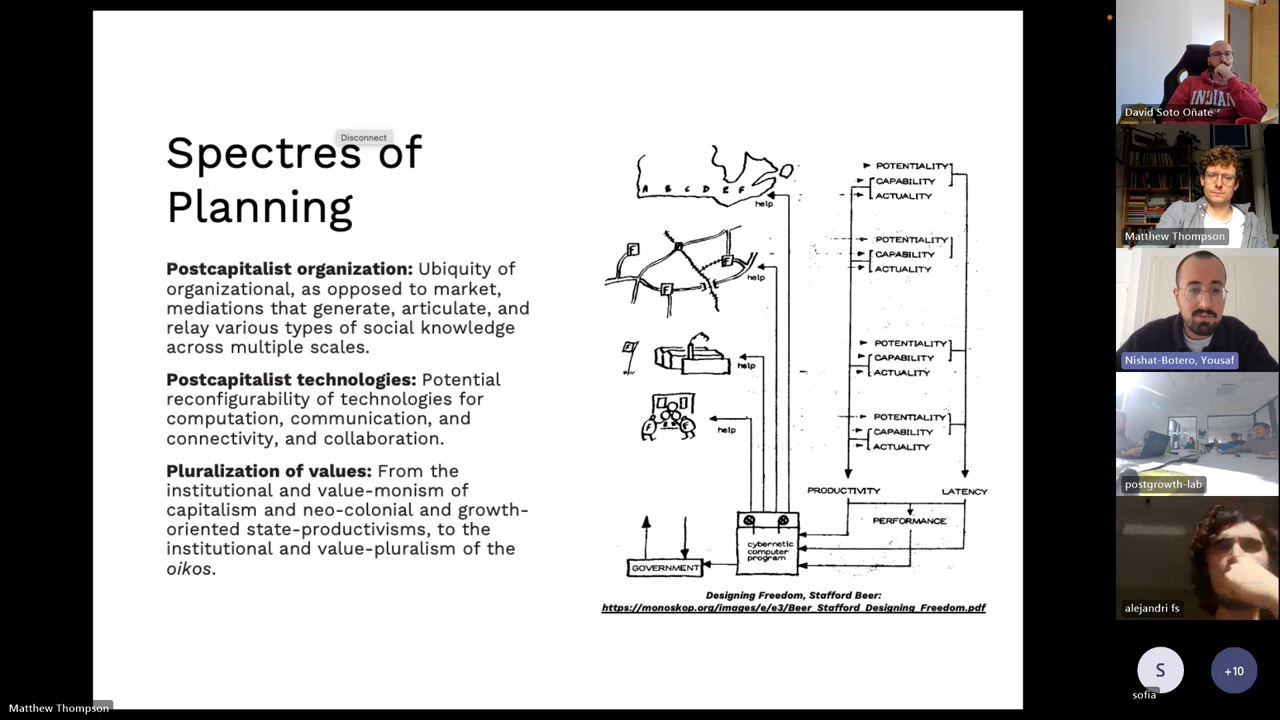 Disconnect
Spectres of
Planning
Postcapitalist organization: Ubiquity of
organizational, as opposed to market,
mediations that generate, articulate, and
relay various types of social knowledge
across multiple scales.
Postcapitalist technologies: Potential
reconfigurability of technologies for
computation, communication, and
connectivity, and collaboration.
Pluralization of values: From the
institutional and value-monism of
capitalism and neo-colonial and growth-
oriented state-productivisms, to the
institutional and value-pluralism of the
oikos.
A B C D E F
help
help
help
help
F
F
F
F
F
F
POTENTIALITY
CAPABILITY
ACTUALITY
POTENTIALITY
CAPABILITY
ACTUALITY
POTENTIALITY
CAPABILITY
ACTUALITY
POTENTIALITY
CAPABILITY
ACTUALITY
PRODUCTIVITY
LATENCY
PERFORMANCE
cybernetic
computer
program
GOVERNMENT
Designing Freedom, Stafford Beer:
https://monoskop.org/images/e/e3/Beer_Stafford_Designing_Freedom.pdf
INDIAN
David Soto Oñate
Matthew Thompson
Nishat-Botero, Yousaf
postgrowth-lab
alejandri fs
S
sofia
+10
Matthew Thompson